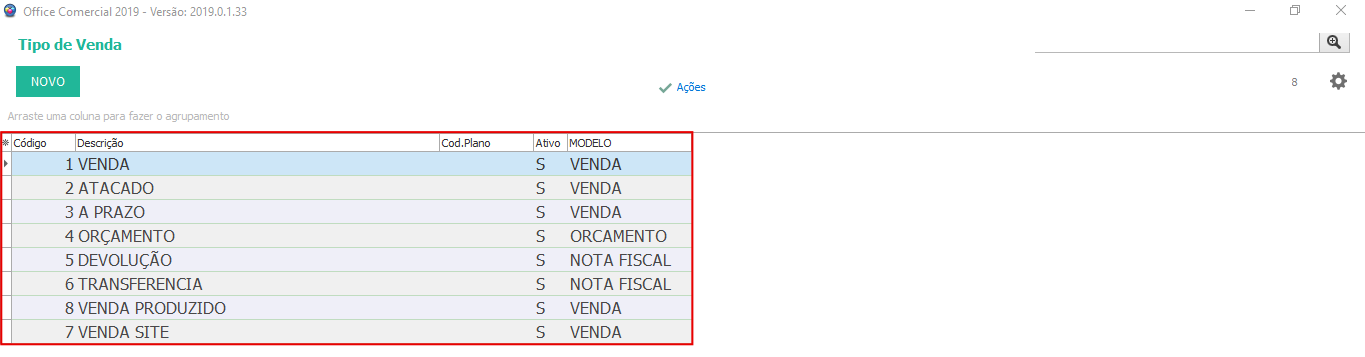 Office Comercial 2019 - Versão: 2019.0.1.33
Tipo de Venda
NOVO
Ações
8
Arraste uma coluna para fazer o agrupamento
Código Descrição Cod.Plano Ativo MODELO
1 VENDA S VENDA
2 ATACADO S VENDA
3 A PRAZO S VENDA
4 ORÇAMENTO S ORCAMENTO
5 DEVOLUÇÃO S NOTA FISCAL
6 TRANSFERENCIA S NOTA FISCAL
8 VENDA PRODUZIDO S VENDA
7 VENDA SITE S VENDA